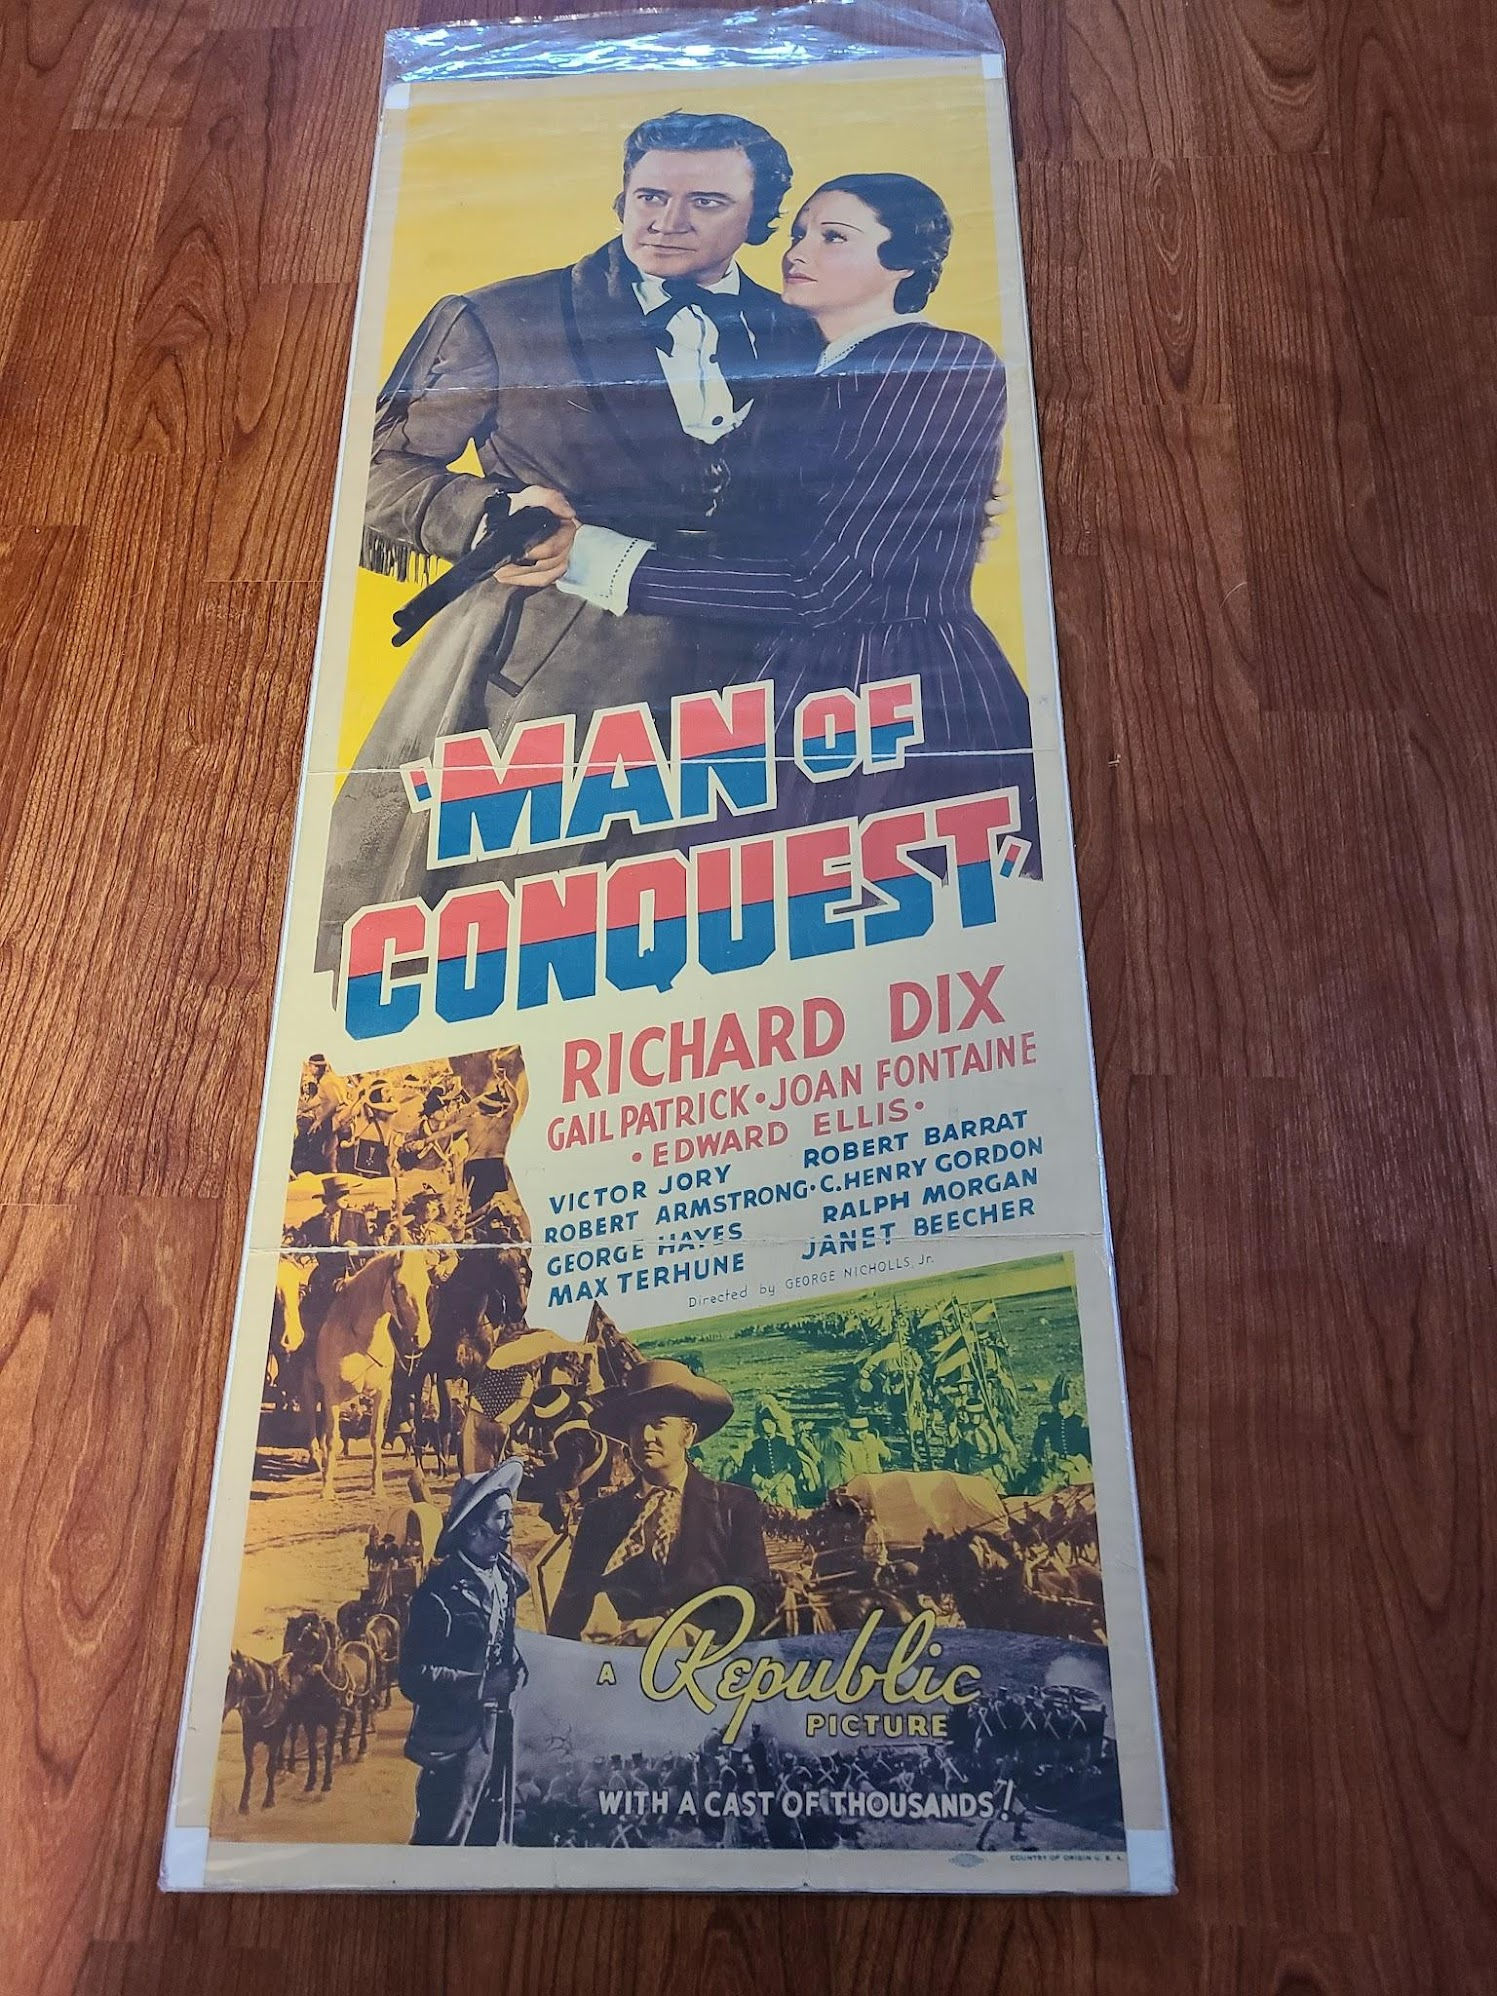 "MAN OF
CONQUEST"
RICHARD DIX
GAIL PATRICK • JOAN FONTAINE
• EDWARD ELLIS •
VICTOR JORY ROBERT BARRAT
ROBERT ARMSTRONG • C. HENRY GORDON
GEORGE HAYES RALPH MORGAN
MAX TERHUNE JANET BEECHER
Directed by GEORGE NICHOLLS, Jr.
A Republic
PICTURE
WITH A CAST OF THOUSANDS!
COUNTRY OF ORIGIN U. S. A.